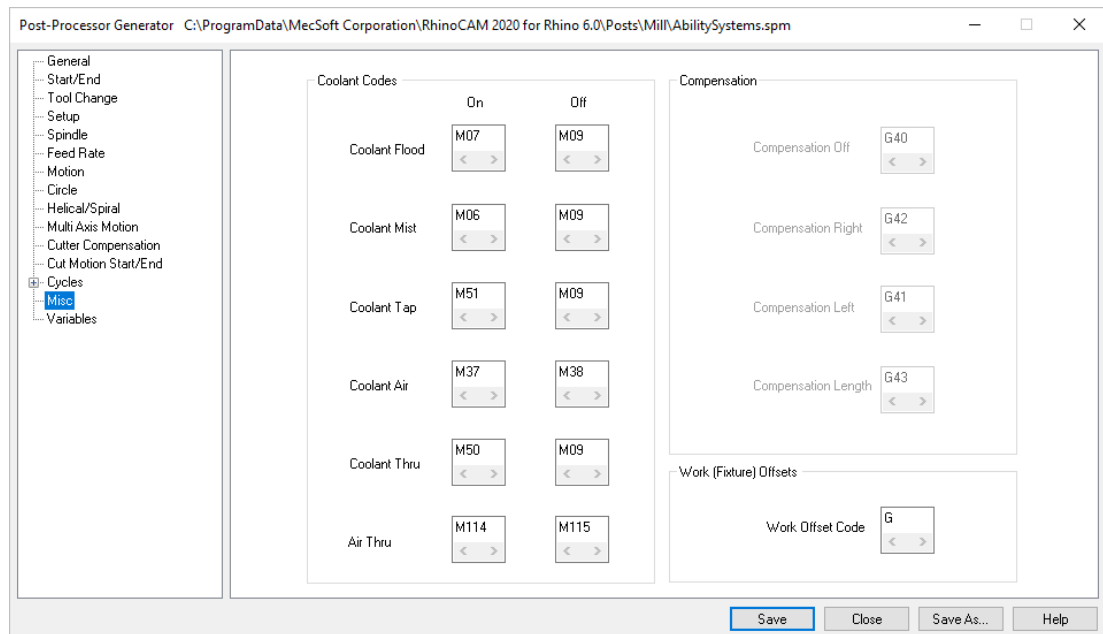 Post-Processor Generator C:\ProgramData\MecSoft Corporation\RhinoCAM 2020 for Rhino 6.0\Posts\Mill\AbilitySystems.spm
General
Start/End
Tool Change
Setup
Spindle
Feed Rate
Motion
Circle
Helical/Spiral
Multi Axis Motion
Cutter Compensation
Cut Motion Start/End
Cycles
Misc
Variables
Coolant Codes
On Off
Coolant Flood M07 M09
Coolant Mist M06 M09
Coolant Tap M51 M09
Coolant Air M37 M38
Coolant Thru M50 M09
Air Thru M114 M115
Compensation
Compensation Off G40
Compensation Right G42
Compensation Left G41
Compensation Length G43
Work (Fixture) Offsets
Work Offset Code G
Save Close Save As... Help